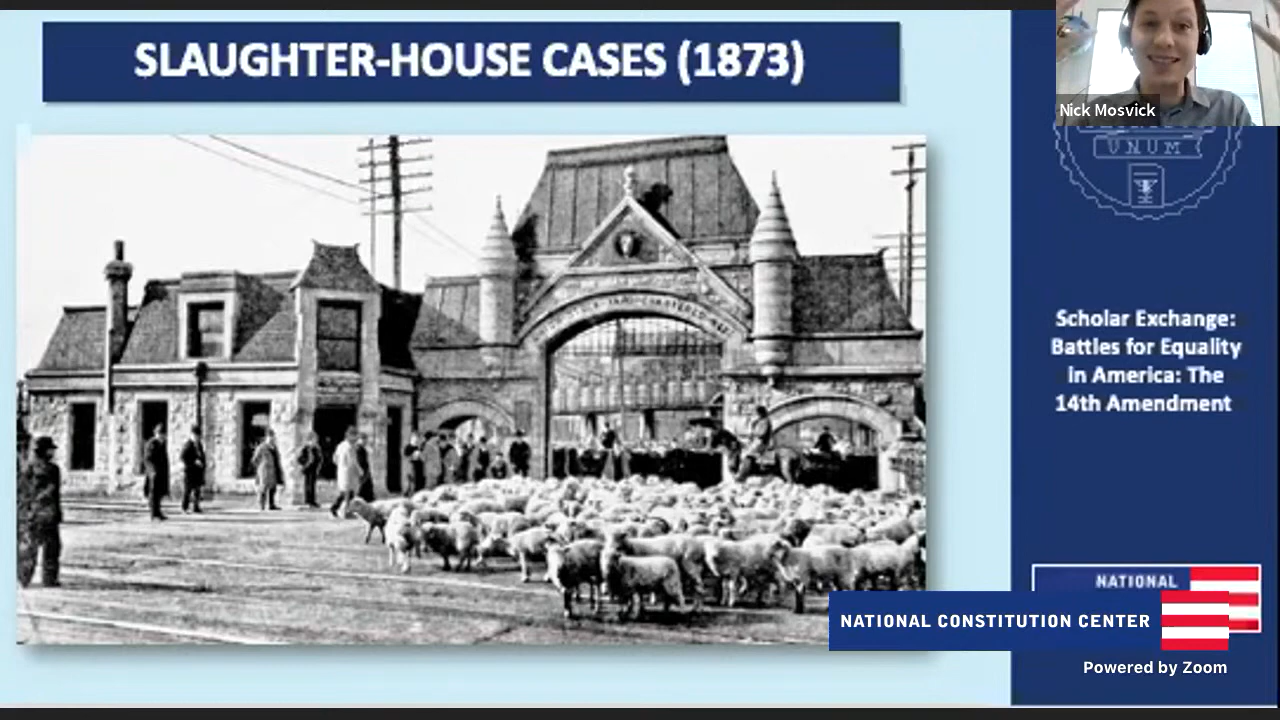 SLAUGHTER-HOUSE CASES (1873)
Nick Mosvick
UNUM
Scholar Exchange:
Battles for Equality
in America: The
14th Amendment
NATIONAL
NATIONAL CONSTITUTION CENTER
Powered by Zoom